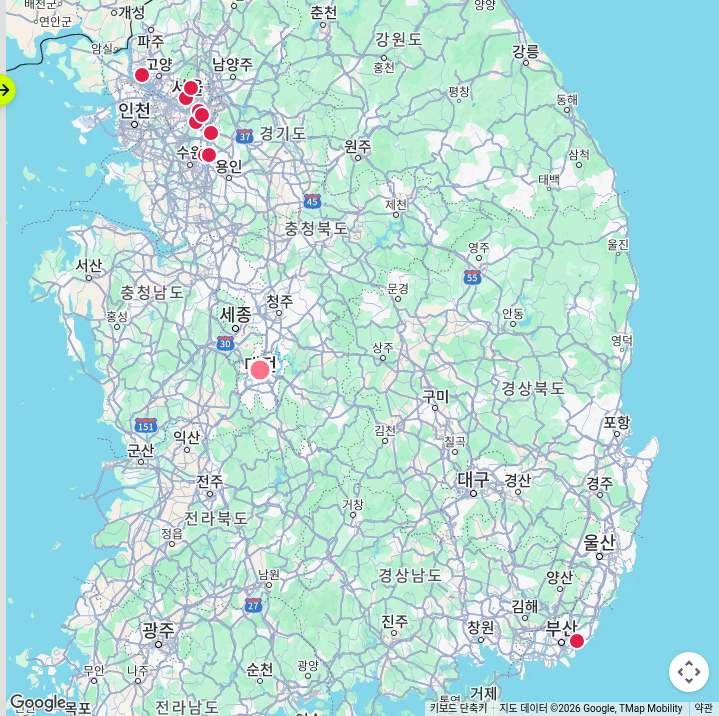 배천군
개성
연안군
암실
파주
춘천
양양
강원도
강릉
고양
남양주
홍천
평창
동해
인천
37
경기도
원주
삼척
수원
용인
태백
45
제천
충청북도
울진
영주
서산
55
충청남도
문경
청주
홍성
세종
안동
30
상주
영덕
대전
구미
경상북도
151
포항
익산
김천
군산
칠곡
전주
대구
경산
경주
거창
전라북도
정읍
울산
남원
경상남도
양산
27
김해
진주
창원
부산
광주
순천
광양
무안
나주
거제
통영
Google
목포
전라남도
키보드 단축키
지도 데이터 ©2026 Google, TMap Mobility
약관